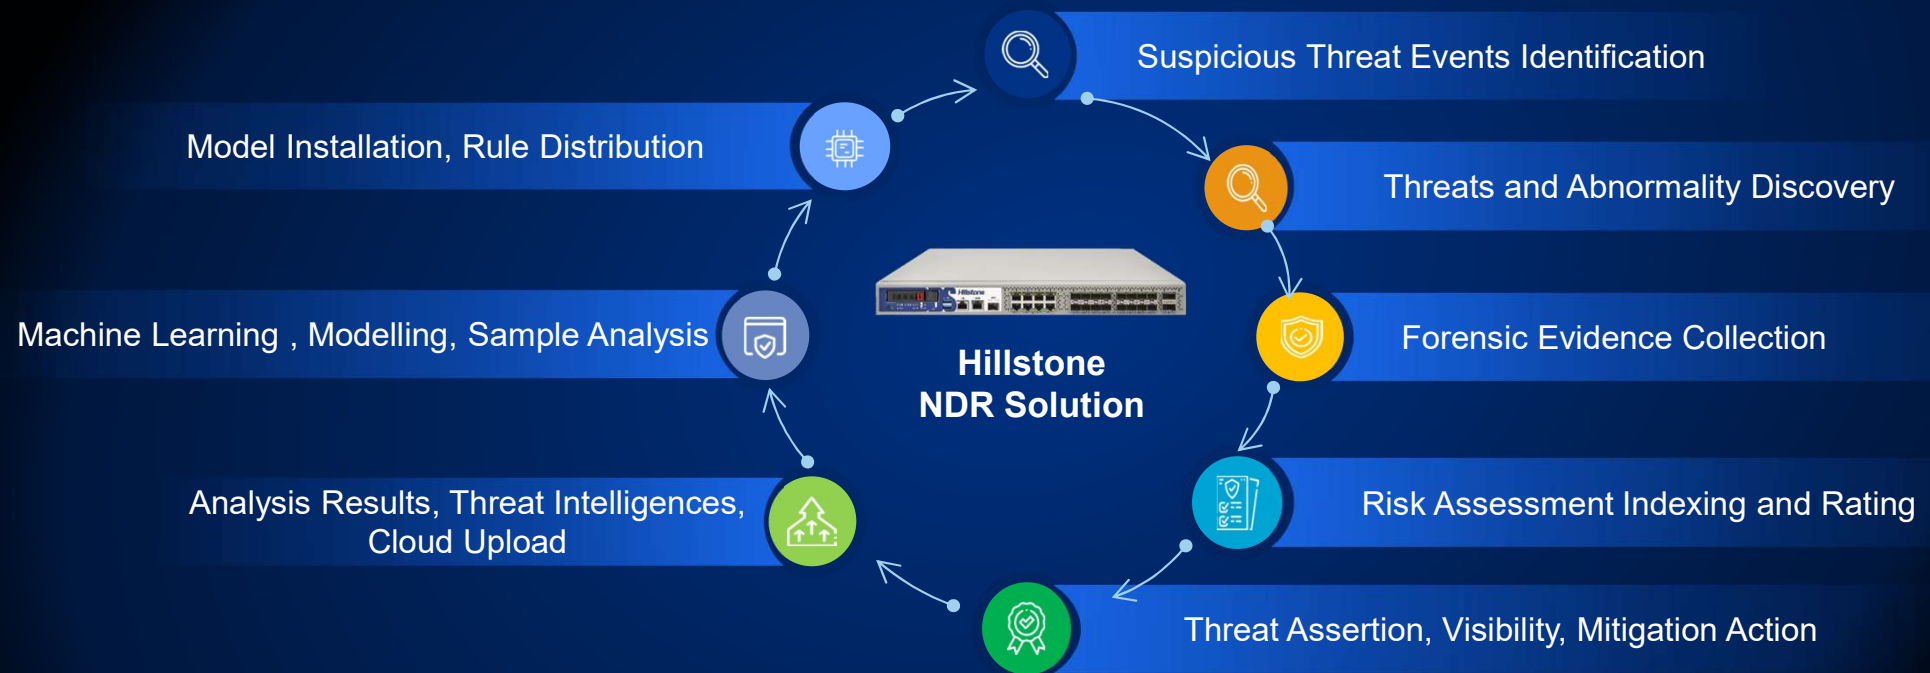 Suspicious Threat Events Identification
Model Installation, Rule Distribution
Threats and Abnormality Discovery
Hillstone
Machine Learning , Modelling, Sample Analysis
Forensic Evidence Collection
Hillstone
NDR Solution
Analysis Results, Threat Intelligences,
Cloud Upload
Risk Assessment Indexing and Rating
Threat Assertion, Visibility, Mitigation Action